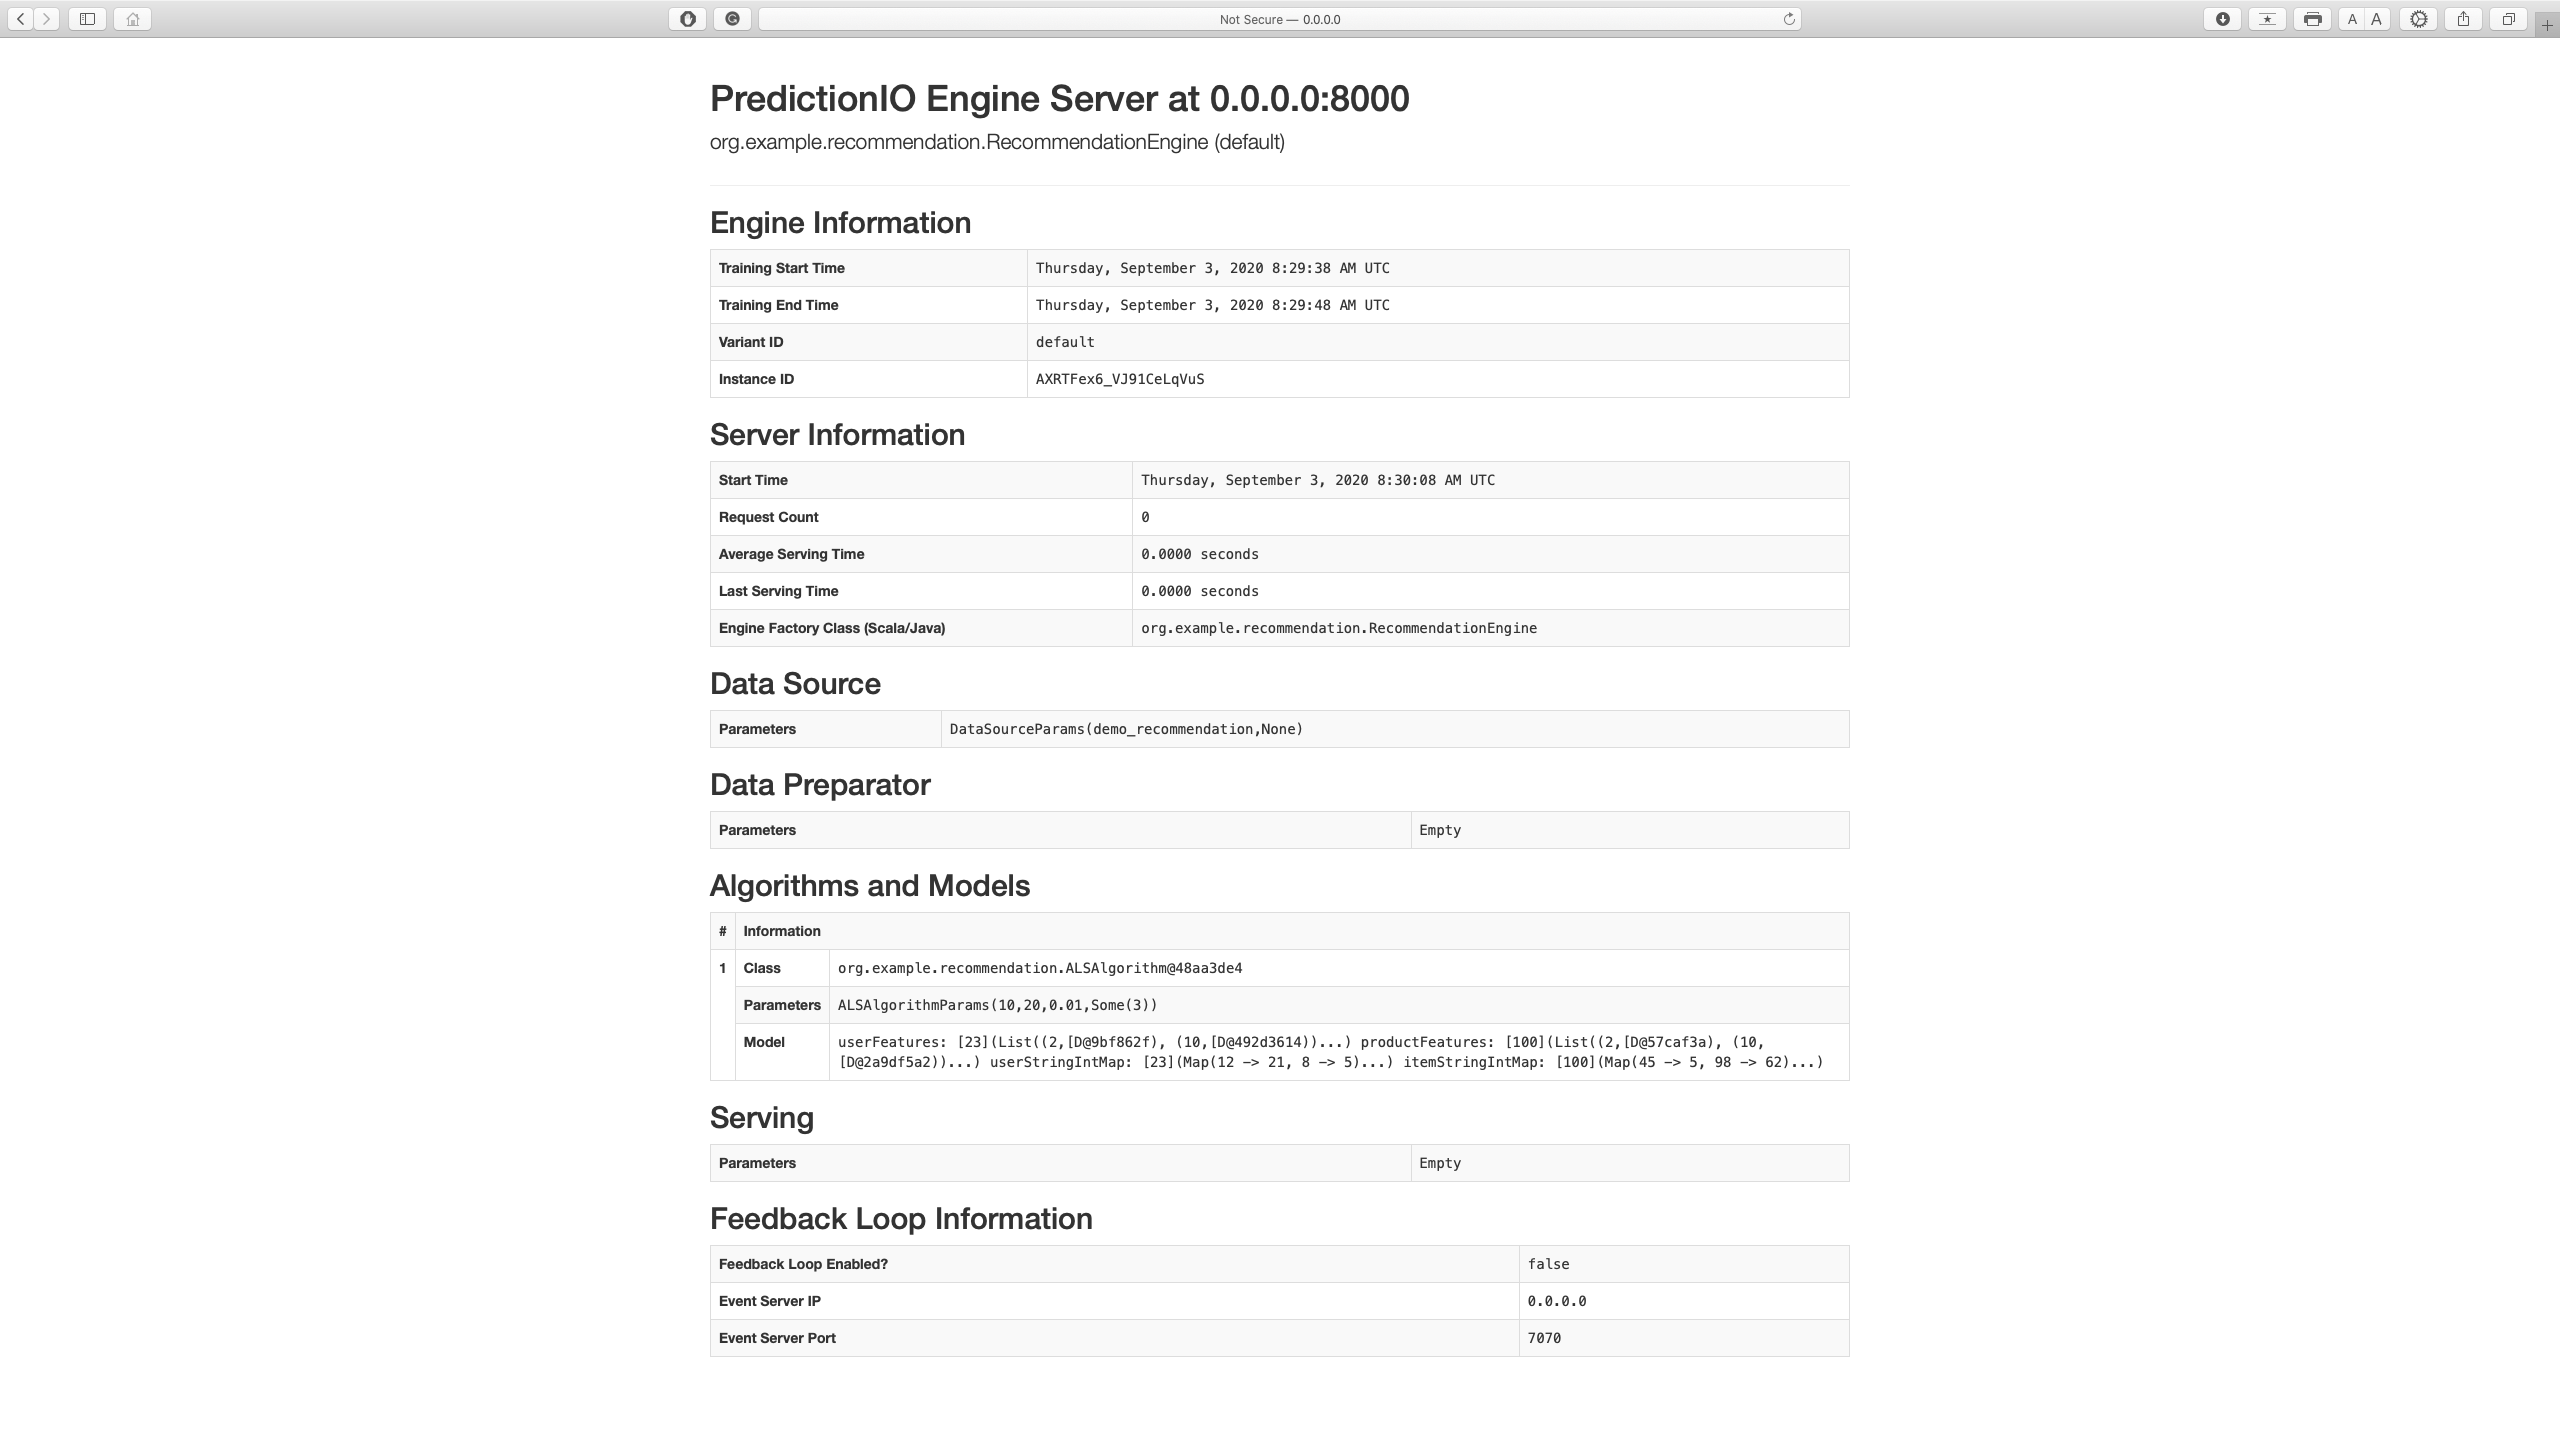 Not Secure — 0.0.0.0
A A
PredictionIO Engine Server at 0.0.0.0:8000
org.example.recommendation.RecommendationEngine (default)
Engine Information
Training Start Time Thursday, September 3, 2020 8:29:38 AM UTC
Training End Time Thursday, September 3, 2020 8:29:48 AM UTC
Variant ID default
Instance ID AXRTFex6_VJ91CeLqVuS
Server Information
Start Time Thursday, September 3, 2020 8:30:08 AM UTC
Request Count 0
Average Serving Time 0.0000 seconds
Last Serving Time 0.0000 seconds
Engine Factory Class (Scala/Java) org.example.recommendation.RecommendationEngine
Data Source
Parameters DataSourceParams(demo_recommendation,None)
Data Preparator
Parameters Empty
Algorithms and Models
# Information
1 Class org.example.recommendation.ALSAlgorithm@48aa3de4
Parameters ALSAlgorithmParams(10,20,0.01,Some(3))
Model userFeatures: [23](List((2,[D@9bf862f), (10,[D@492d3614))...) productFeatures: [100](List((2,[D@57caf3a), (10,
[D@2a9df5a2))...) userStringIntMap: [23](Map(12 -> 21, 8 -> 5)...) itemStringIntMap: [100](Map(45 -> 5, 98 -> 62)...)
Serving
Parameters Empty
Feedback Loop Information
Feedback Loop Enabled? false
Event Server IP 0.0.0.0
Event Server Port 7070